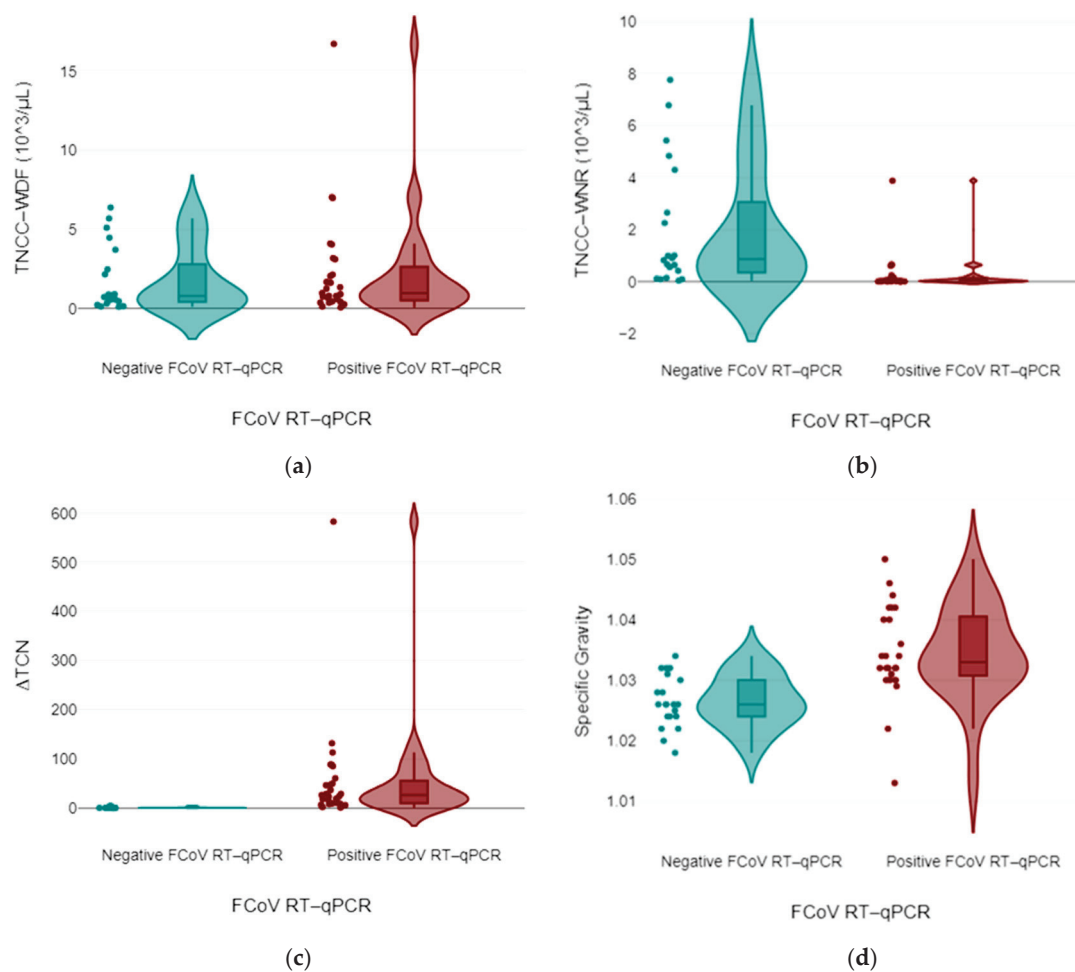 TNCC–WDF (10^3/µL)
15
10
5
0
Negative FCoV RT–qPCR
Positive FCoV RT–qPCR
FCoV RT–qPCR
(a)
TNCC–WNR (10^3/µL)
10
8
6
4
2
0
−2
Negative FCoV RT–qPCR
Positive FCoV RT–qPCR
FCoV RT–qPCR
(b)
ΔTCN
600
500
400
300
200
100
0
Negative FCoV RT–qPCR
Positive FCoV RT–qPCR
FCoV RT–qPCR
(c)
Specific Gravity
1.06
1.05
1.04
1.03
1.02
1.01
Negative FCoV RT–qPCR
Positive FCoV RT–qPCR
FCoV RT–qPCR
(d)